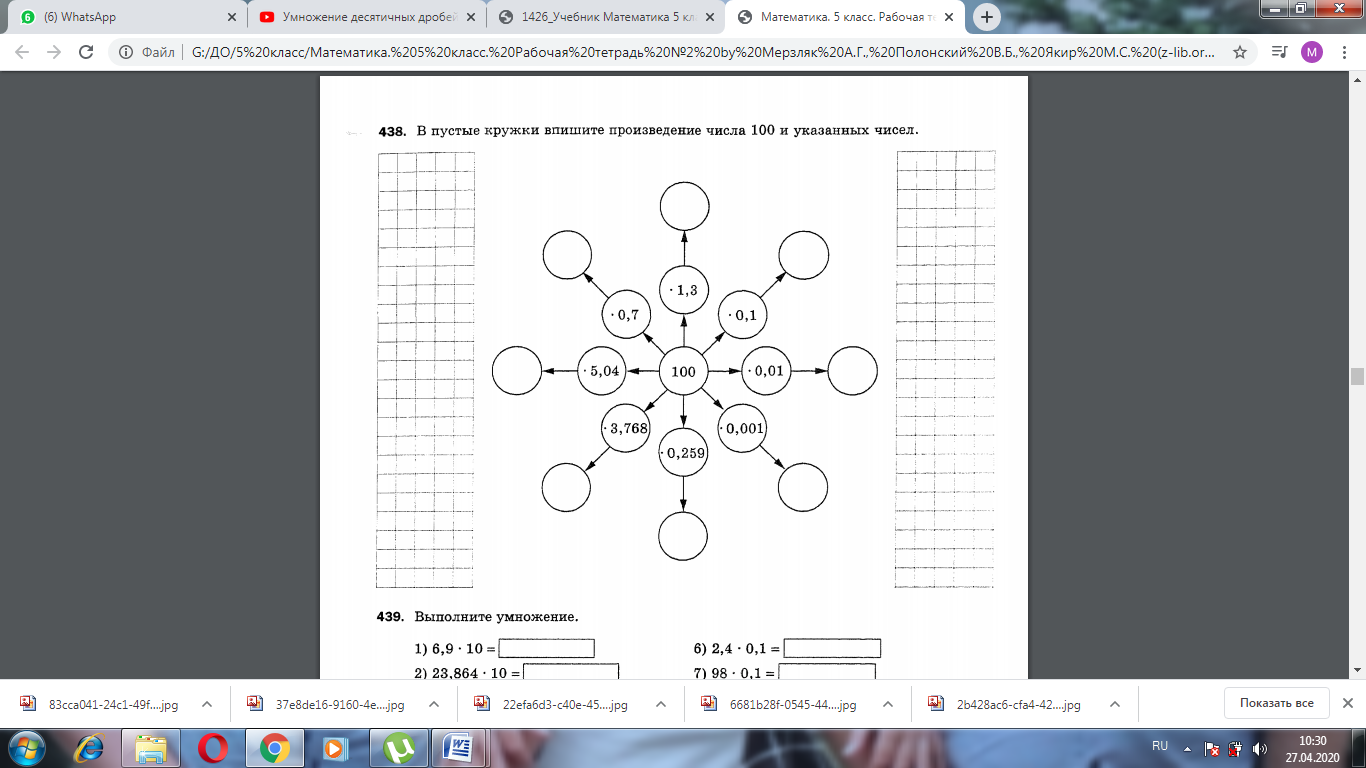 (6) WhatsApp
Умножение десятичных дробей
1426_Учебник Математика 5 кл
Математика. 5 класс. Рабочая т
Файл
G:/ДО/5%20класс/Математика.%205%20класс.%20Рабочая%20тетрадь%20№2%20by%20Мерзляк%20А.Г.,%20Полонский%20В.Б.,%20Якир%20М.С.%20(z-lib.or...
M
438. В пустые кружки впишите произведение числа 100 и указанных чисел.
· 1,3
· 0,7
· 0,1
· 5,04
100
· 0,01
· 3,768
· 0,001
· 0,259
439. Выполните умножение.
1) 6,9 · 10 =
6) 2,4 · 0,1 =
2) 23,864 · 10 =
7) 98 · 0,1 =
83cca041-24c1-49f....jpg
37e8de16-9160-4e....jpg
22efa6d3-c40e-45....jpg
6681b28f-0545-44....jpg
2b428ac6-cfa4-42....jpg
Показать все
RU
10:30
27.04.2020